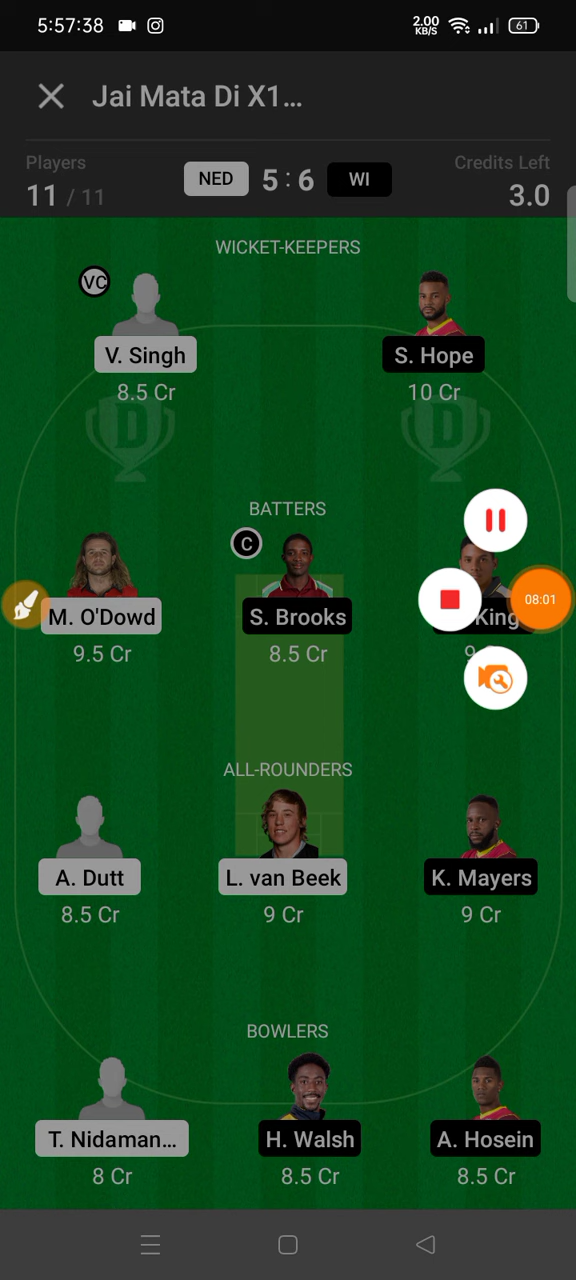 5:57:38 2.00 KB/S 61
Jai Mata Di X1...
Players Credits Left
11 / 11 NED 5 : 6 WI 3.0
WICKET-KEEPERS
VC
V. Singh S. Hope
8.5 Cr 10 Cr
D D
BATTERS
C
M. O'Dowd S. Brooks King
08:01
9.5 Cr 8.5 Cr 9
ALL-ROUNDERS
A. Dutt L. van Beek K. Mayers
8.5 Cr 9 Cr 9 Cr
BOWLERS
T. Nidaman... H. Walsh A. Hosein
8 Cr 8.5 Cr 8.5 Cr